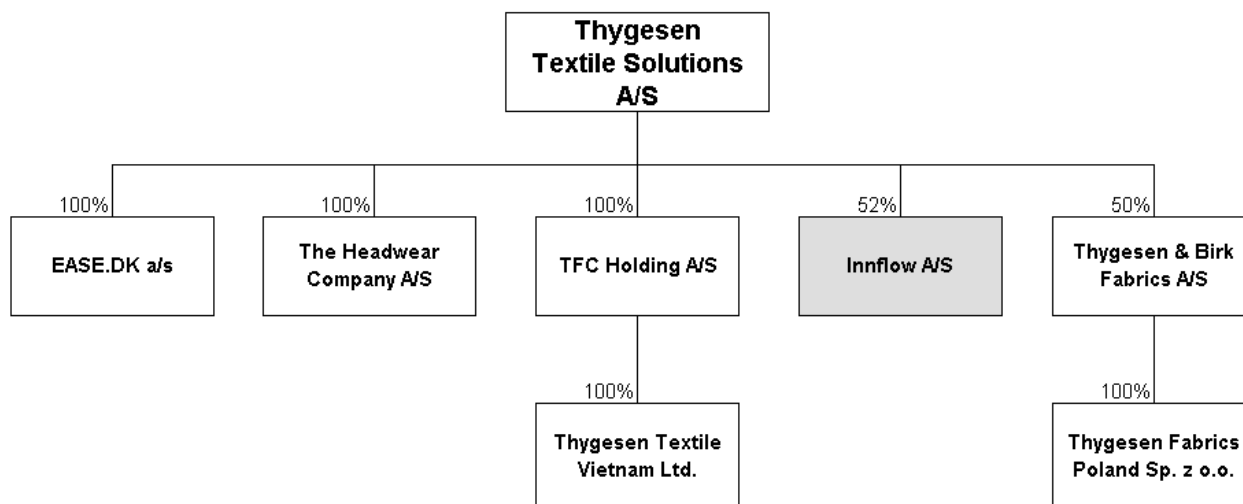 Thygesen
Textile Solutions
A/S
100%
100%
100%
52%
50%
EASE.DK a/s
The Headwear
Company A/S
TFC Holding A/S
Innflow A/S
Thygesen & Birk
Fabrics A/S
100%
100%
Thygesen Textile
Vietnam Ltd.
Thygesen Fabrics
Poland Sp. z o.o.